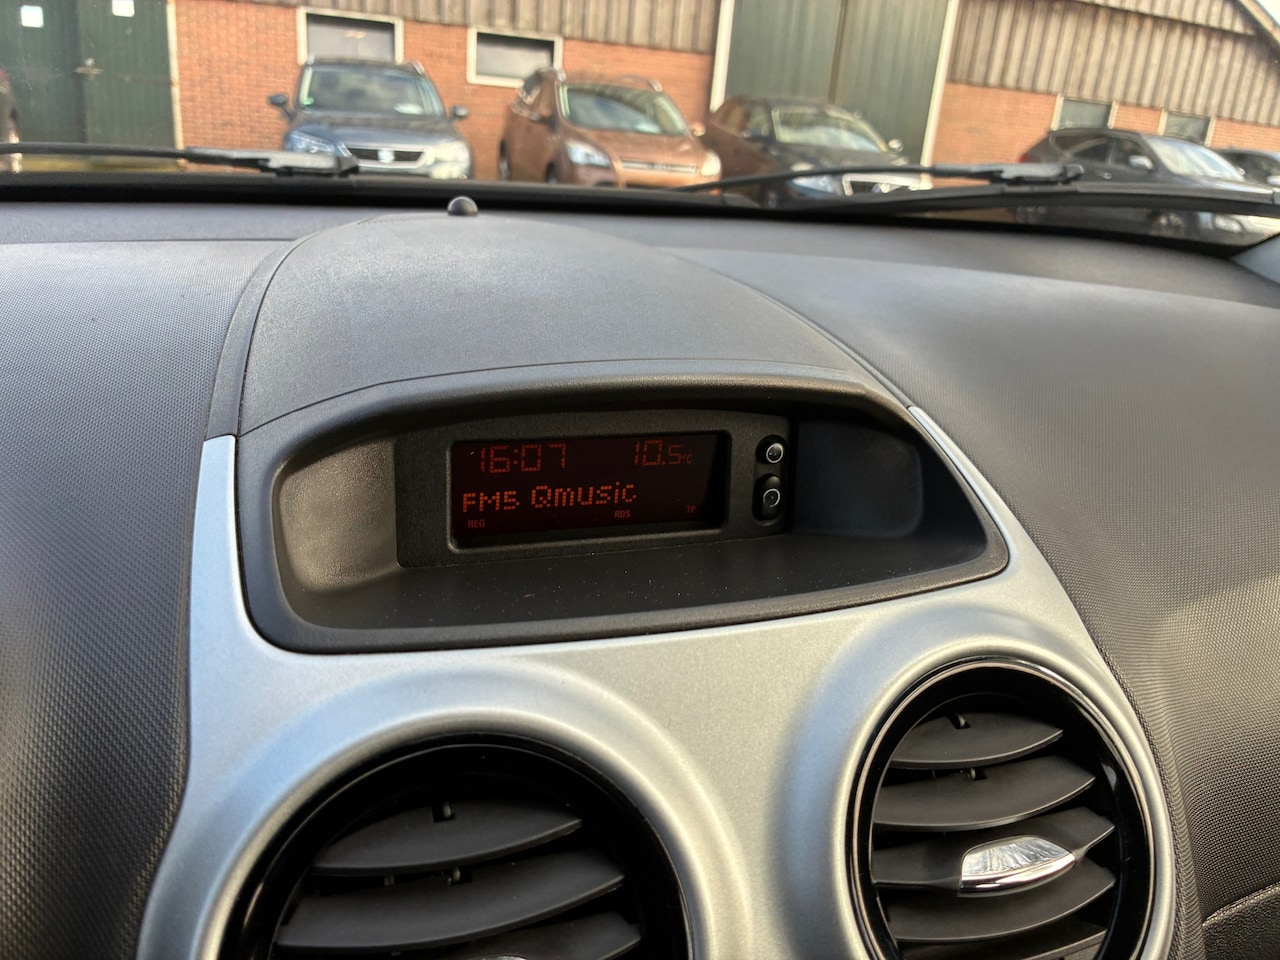 16:07 10.5°C
FM5 Qmusic
REG RDS TP